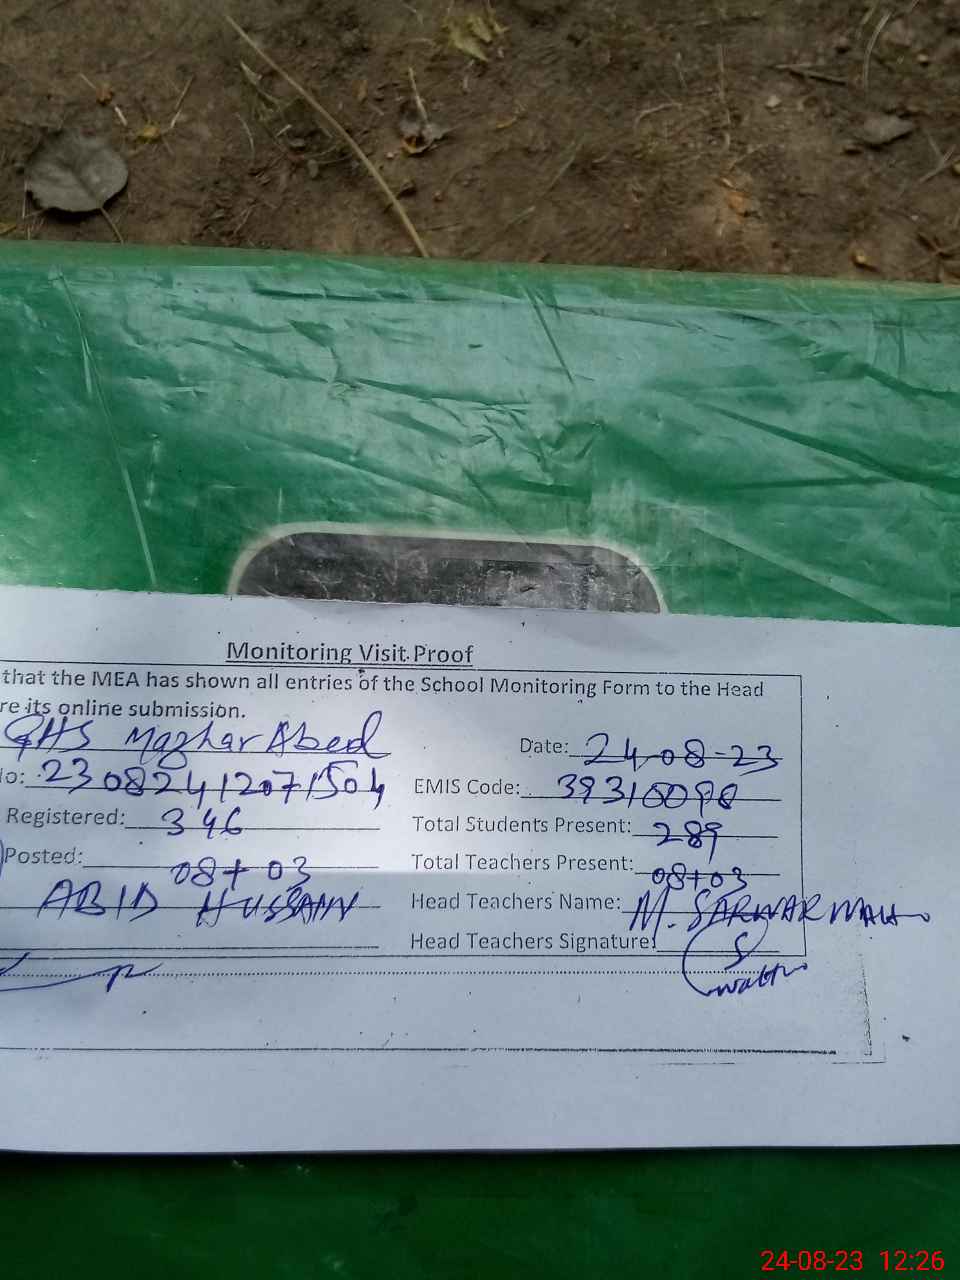 Monitoring Visit Proof
that the MEA has shown all entries of the School Monitoring Form to the Head
re its online submission.
GHS Mazhar Abed Date: 24-08-23
No: 23082412071504 EMIS Code: 39310090
Registered: 346 Total Students Present: 289
Posted: 08+03 Total Teachers Present: 08+03
ABID HUSSAIN Head Teachers Name: M. SARWAR
Head Teachers Signature:
24-08-23 12:26